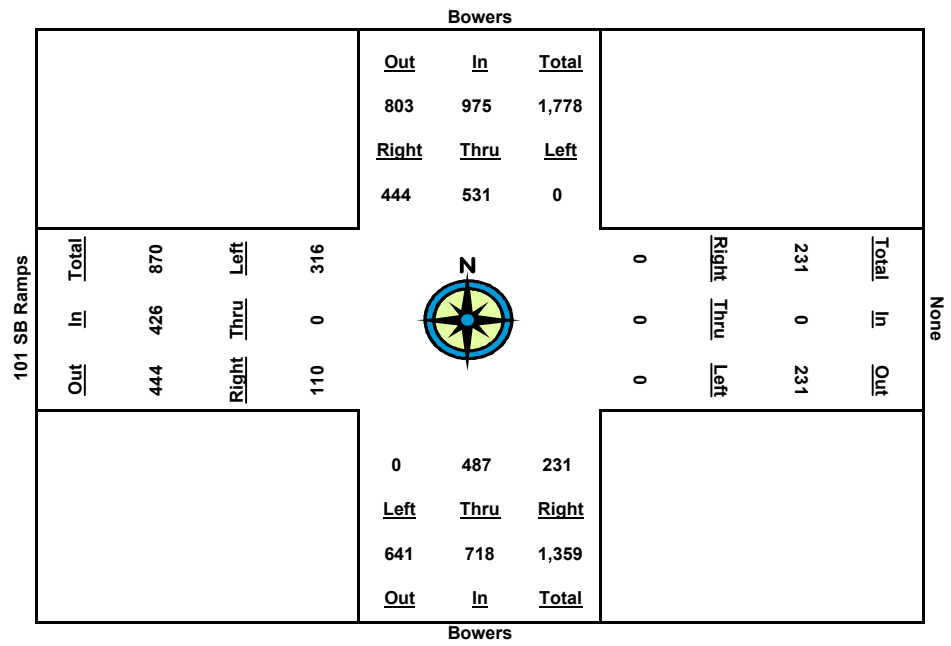 Bowers
Out In Total
803 975 1,778
Right Thru Left
444 531 0
101 SB Ramps
Total 870 Left 316
In 426 Thru 0
Out 444 Right 110
N
0 Right 231 Total
0 Thru 0 In
0 Left 231 Out
None
0 487 231
Left Thru Right
641 718 1,359
Out In Total
Bowers